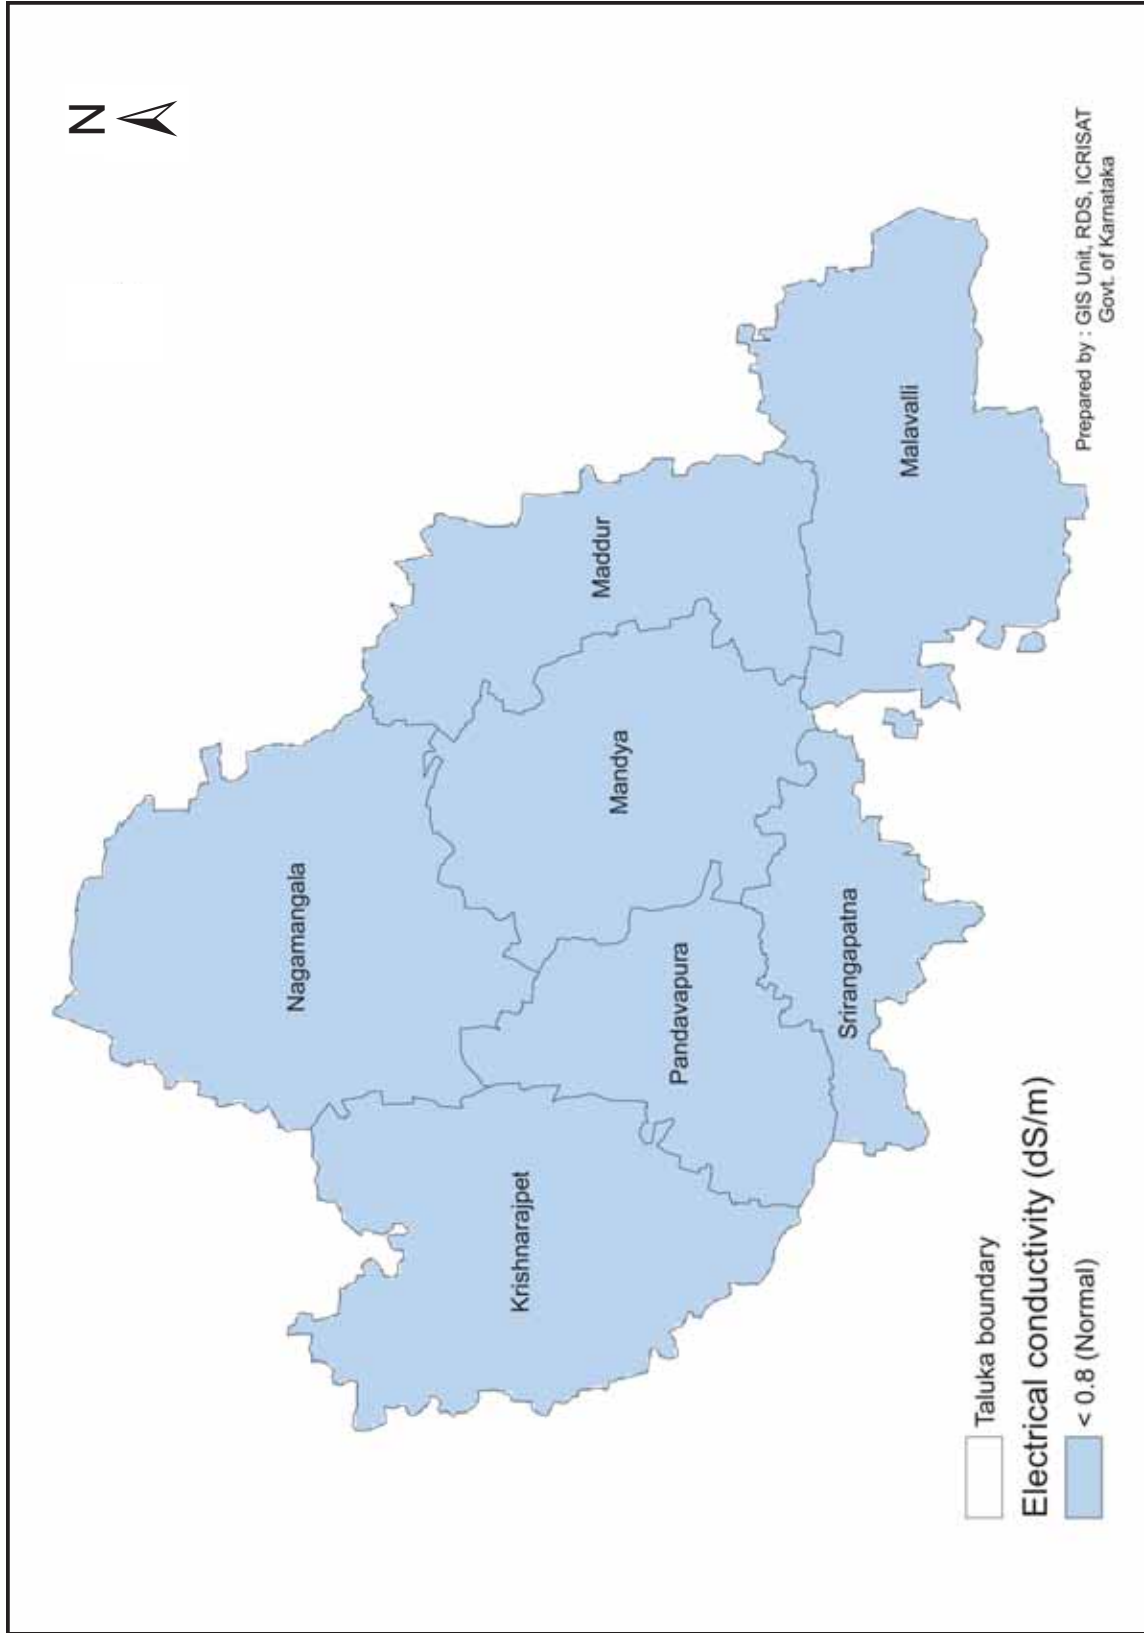 N
Nagamangala
Krishnarajpet
Maddur
Mandya
Pandavapura
Srirangapatna
Malavalli
Taluka boundary
Electrical conductivity (dS/m)
< 0.8 (Normal)
Prepared by : GIS Unit, RDS, ICRISAT
Govt. of Karnataka